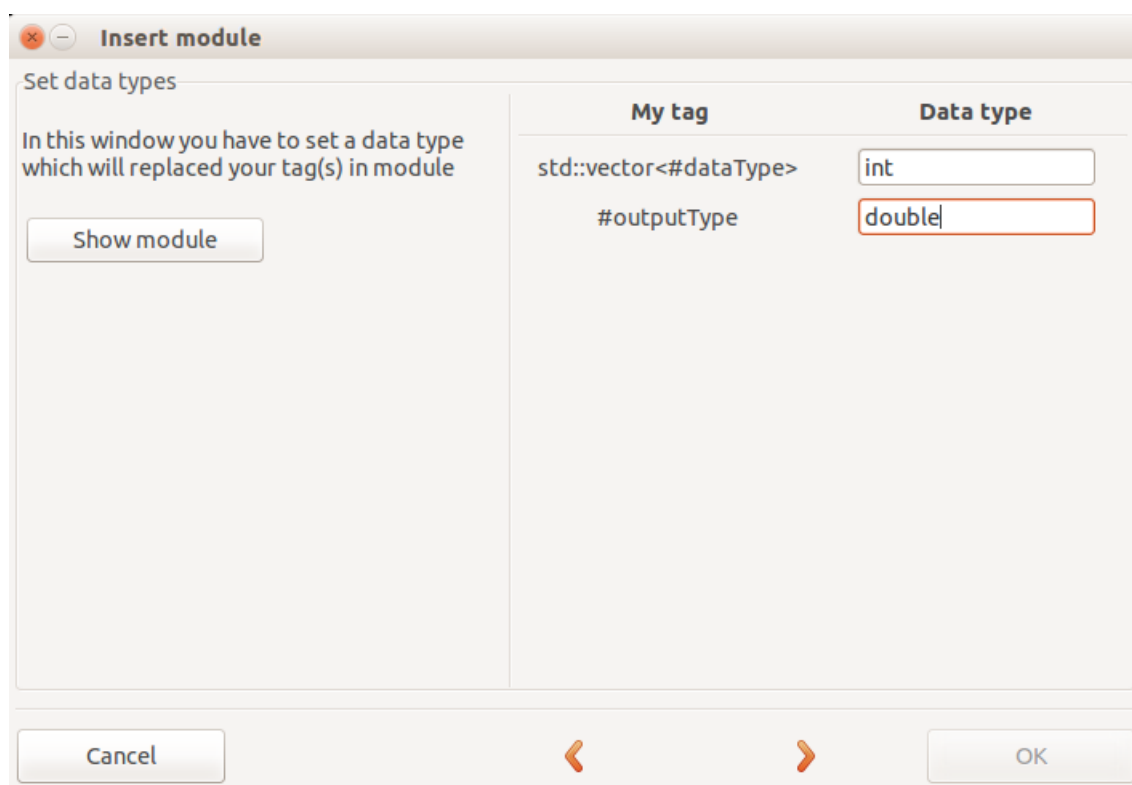 Insert module
Set data types
In this window you have to set a data type
which will replaced your tag(s) in module
Show module
My tag Data type
std::vector<#dataType> int
#outputType double
Cancel OK